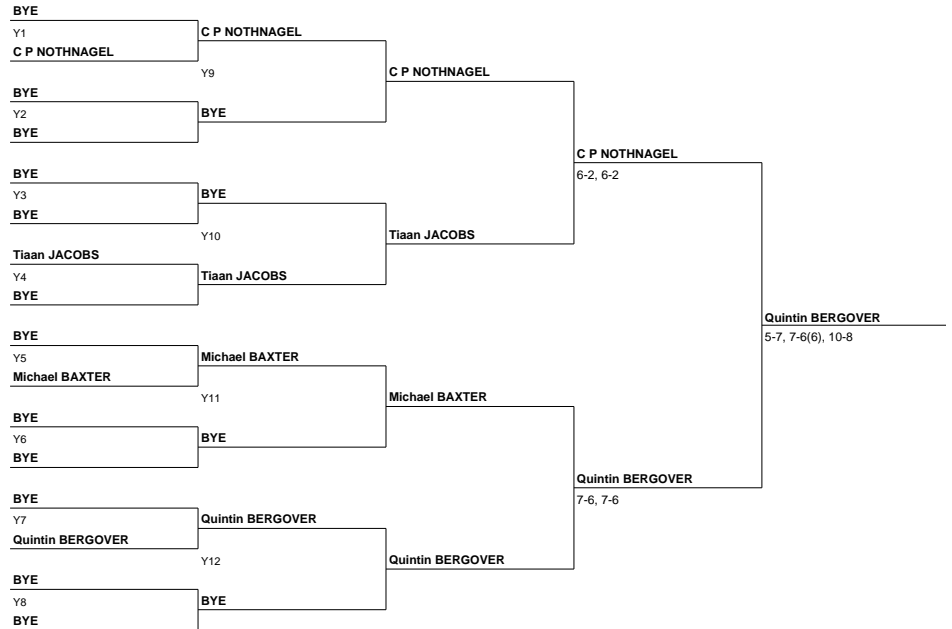 BYE
Y1
C P NOTHNAGEL
C P NOTHNAGEL
Y9
C P NOTHNAGEL
BYE
Y2
BYE
BYE
C P NOTHNAGEL
6-2, 6-2
BYE
Y3
BYE
BYE
Y10
Tiaan JACOBS
Tiaan JACOBS
Y4
Tiaan JACOBS
BYE
Quintin BERGOVER
5-7, 7-6(6), 10-8
BYE
Y5
Michael BAXTER
Michael BAXTER
Y11
Michael BAXTER
BYE
Y6
BYE
BYE
Quintin BERGOVER
7-6, 7-6
BYE
Y7
Quintin BERGOVER
Quintin BERGOVER
Y12
Quintin BERGOVER
BYE
Y8
BYE
BYE